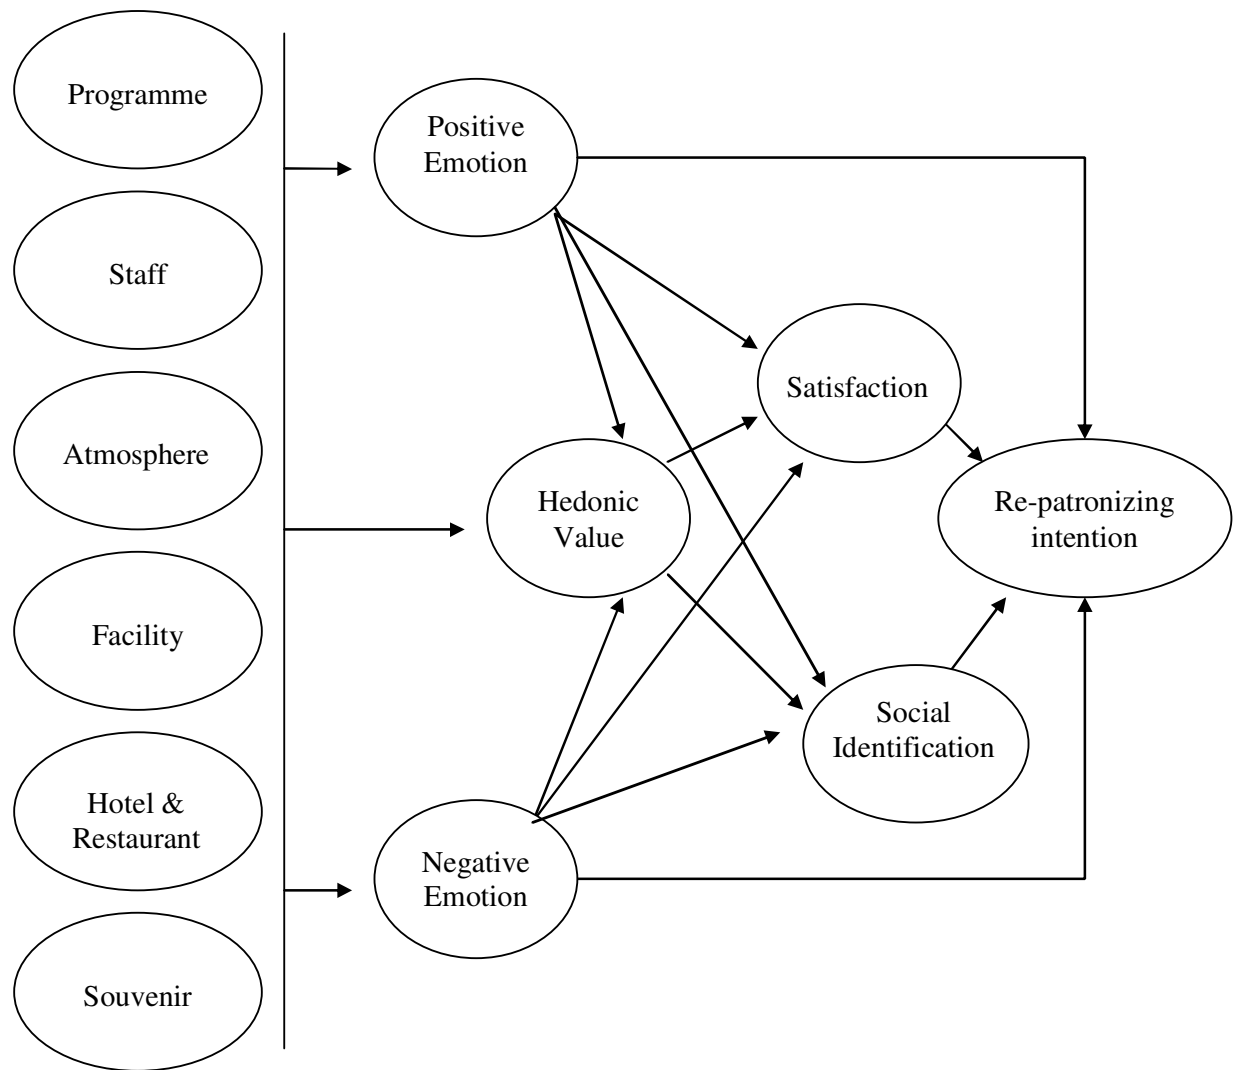 Programme
Staff
Atmosphere
Facility
Hotel &
Restaurant
Souvenir
Positive
Emotion
Hedonic
Value
Negative
Emotion
Satisfaction
Social
Identification
Re-patronizing
intention